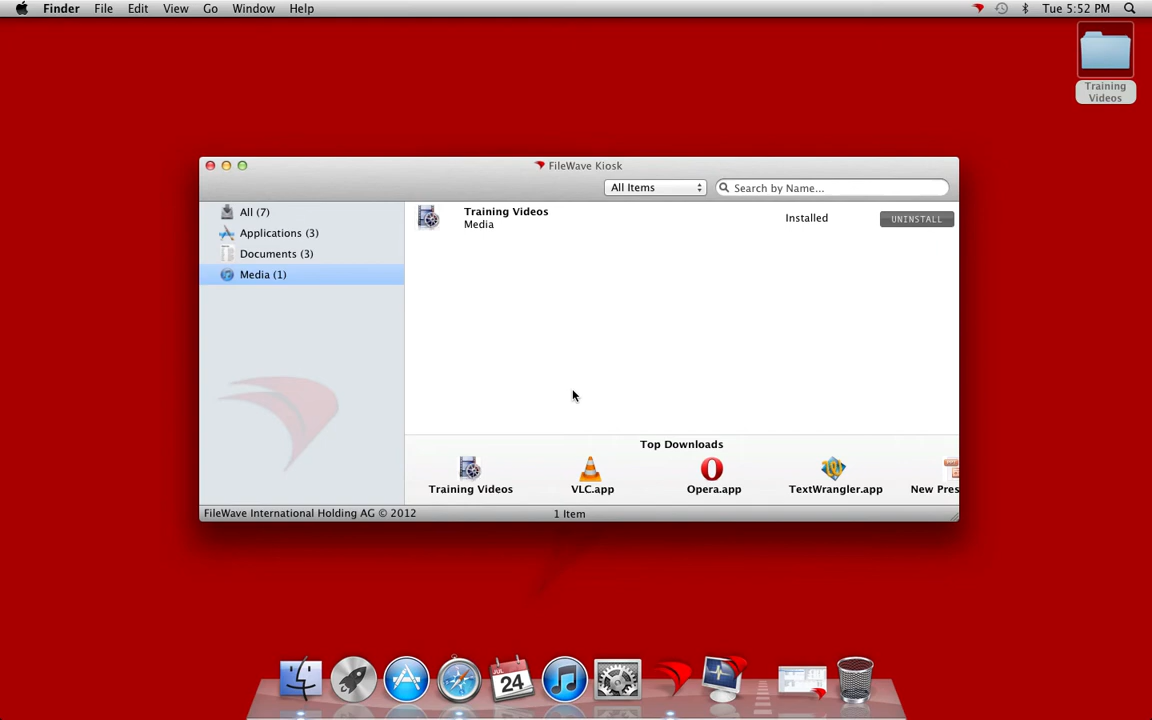 Finder File Edit View Go Window Help
Tue 5:52 PM
Training
Videos
FileWave Kiosk
All Items
Search by Name...
All (7)
Applications (3)
Documents (3)
Media (1)
Training Videos
Media
Installed
UNINSTALL
Top Downloads
Training Videos
VLC.app
Opera.app
TextWrangler.app
New Pres
FileWave International Holding AG © 2012
1 Item
JUL
24